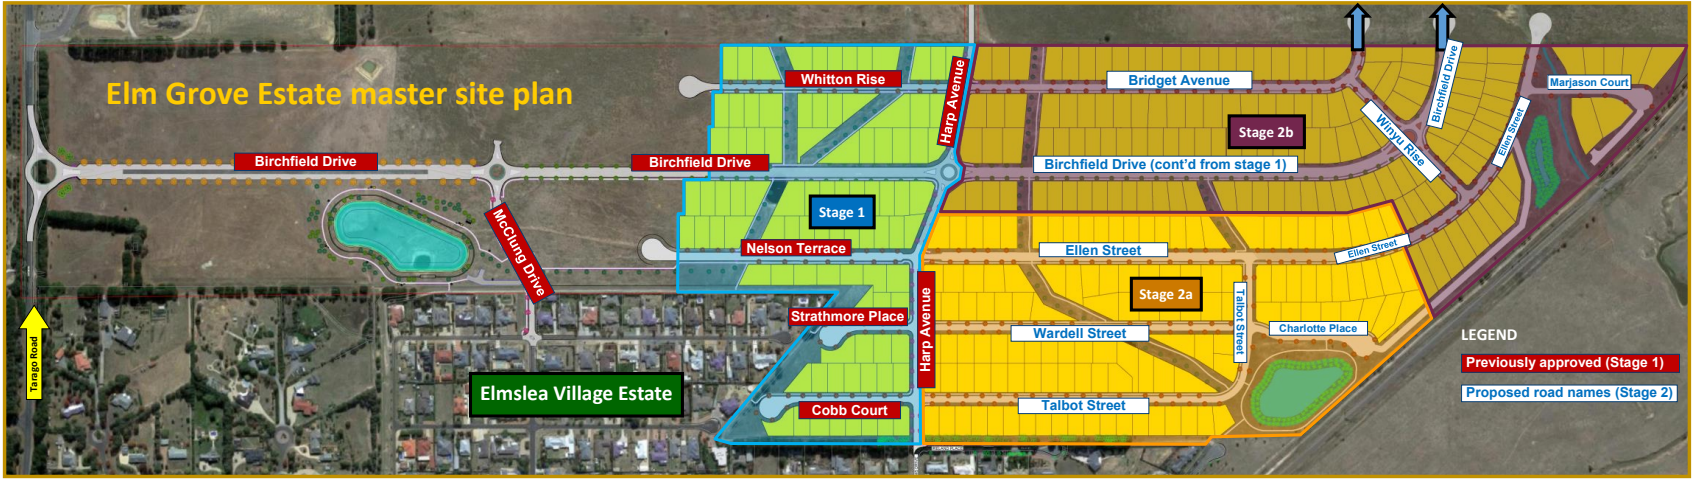 Elm Grove Estate master site plan
Whitton Rise
Harp Avenue
Bridget Avenue
Birchfield Drive
Marjason Court
Stage 2b
Winyu Rise
Ellen Street
Birchfield Drive
Birchfield Drive
Birchfield Drive (cont'd from stage 1)
Stage 1
McClung Drive
Nelson Terrace
Ellen Street
Ellen Street
Stage 2a
Talbot Street
Strathmore Place
Harp Avenue
Wardell Street
Charlotte Place
Tarago Road
Elmslea Village Estate
Cobb Court
Talbot Street
LEGEND
Previously approved (Stage 1)
Proposed road names (Stage 2)